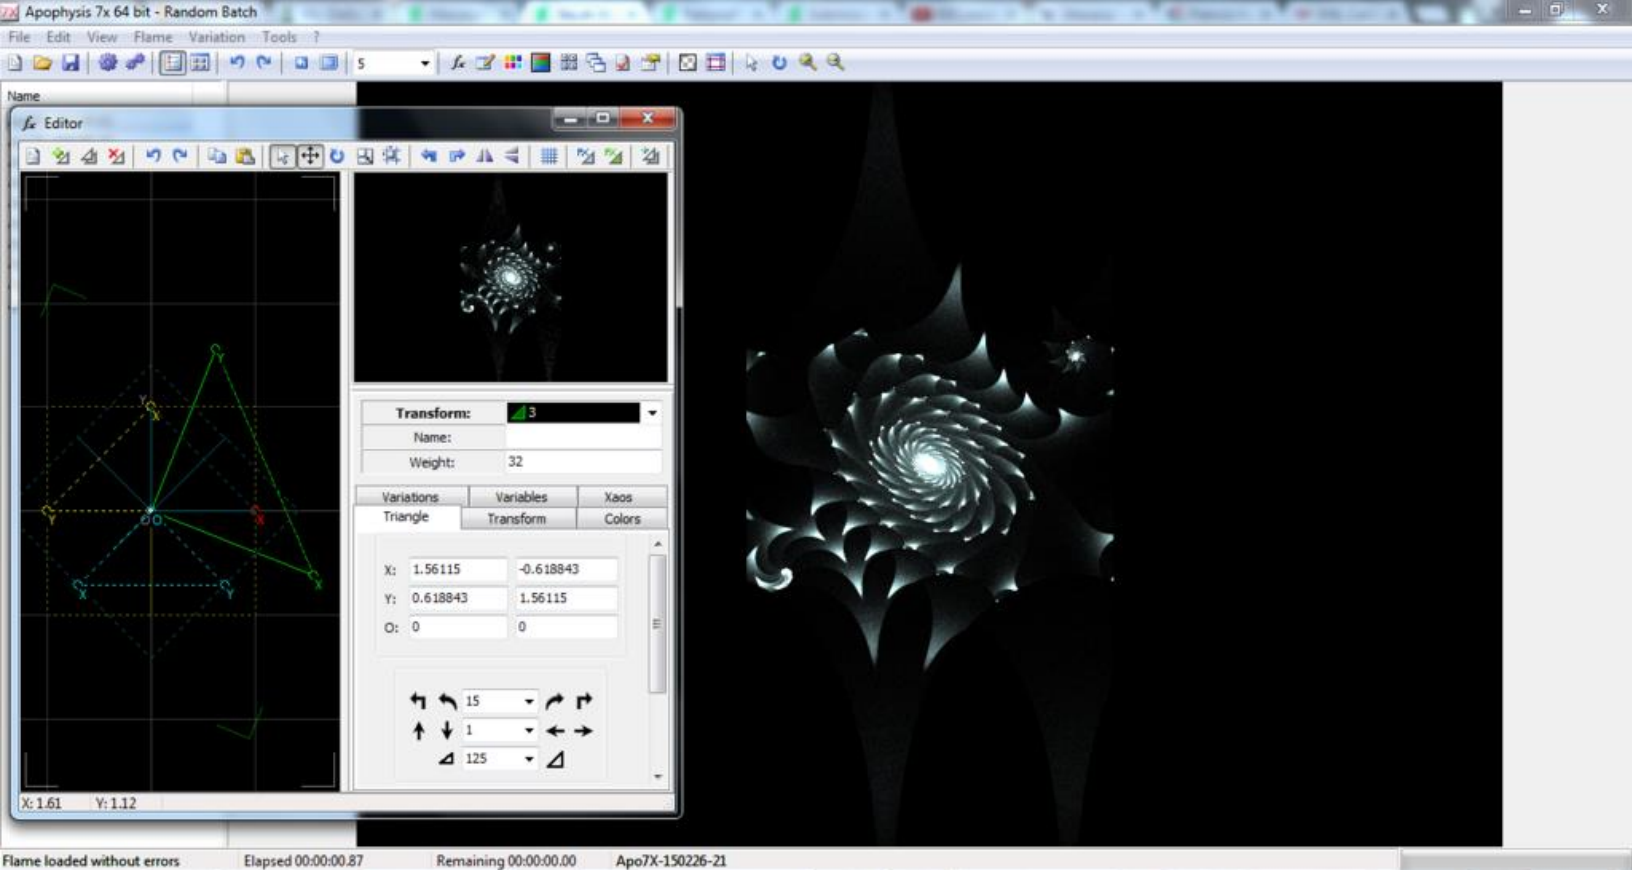 Apophysis 7x 64 bit - Random Batch
File Edit View Flame Variation Tools ?
5
Name
Editor
Transform: 3
Name:
Weight: 32
Variations Variables Xaos
Triangle Transform Colors
X: 1.56115 -0.618843
Y: 0.618843 1.56115
O: 0 0
15
1
125
Y
Y X
Y O O X
X
X Y
X: 1.61 Y: 1.12
Flame loaded without errors Elapsed 00:00:00.87 Remaining 00:00:00.00 Apo7X-150226-21